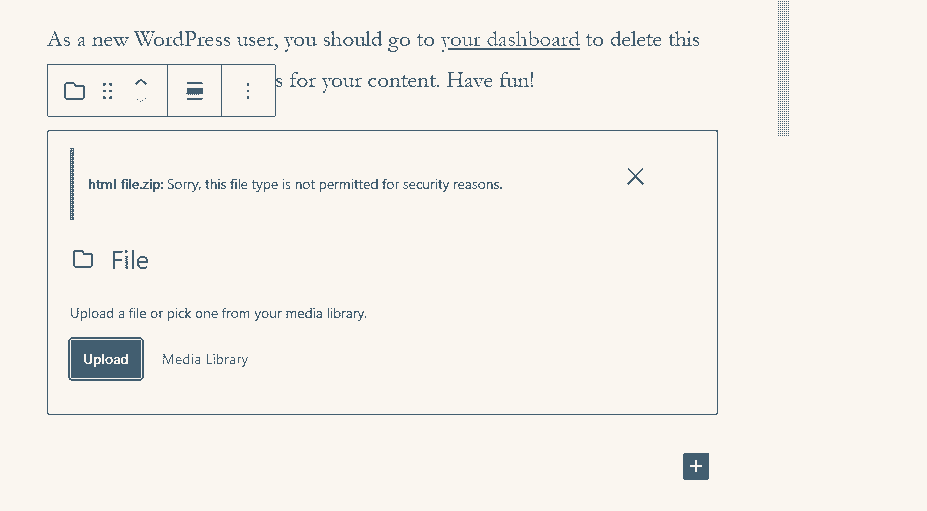 As a new WordPress user, you should go to your dashboard to delete this
s for your content. Have fun!
html file.zip: Sorry, this file type is not permitted for security reasons.
File
Upload a file or pick one from your media library.
Upload
Media Library